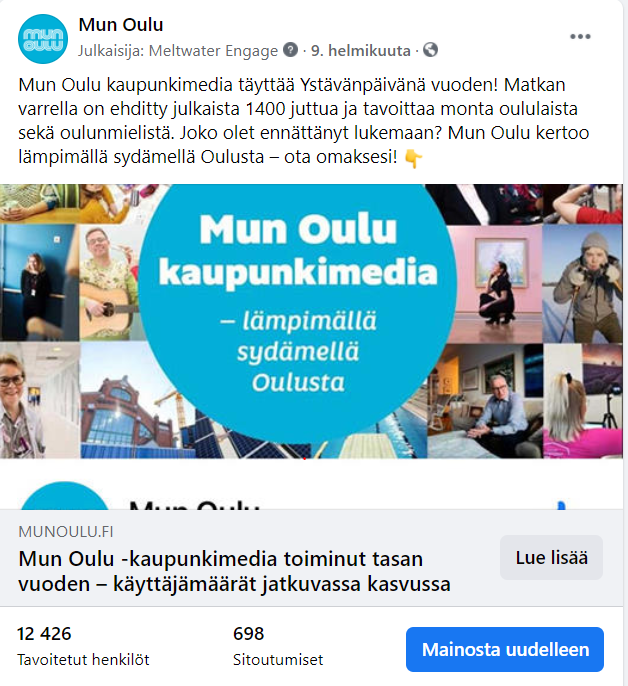 mun
oulu
Mun Oulu
Julkaisija: Meltwater Engage ? · 9. helmikuuta ·
Mun Oulu kaupunkimedia täyttää Ystävänpäivänä vuoden! Matkan
varrella on ehditty julkaista 1400 juttua ja tavoittaa monta oululaista
sekä oulunmielistä. Joko olet ennättänyt lukemaan? Mun Oulu kertoo
lämpimällä sydämellä Oulusta – ota omaksesi! 👇
Mun Oulu
kaupunkimedia
– lämpimällä
sydämellä
Oulusta
Mun Oulu
MUNOULU.FI
Mun Oulu -kaupunkimedia toiminut tasan
vuoden – käyttäjämäärät jatkuvassa kasvussa
Lue lisää
12 426
Tavoitetut henkilöt
698
Sitoutumiset
Mainosta uudelleen